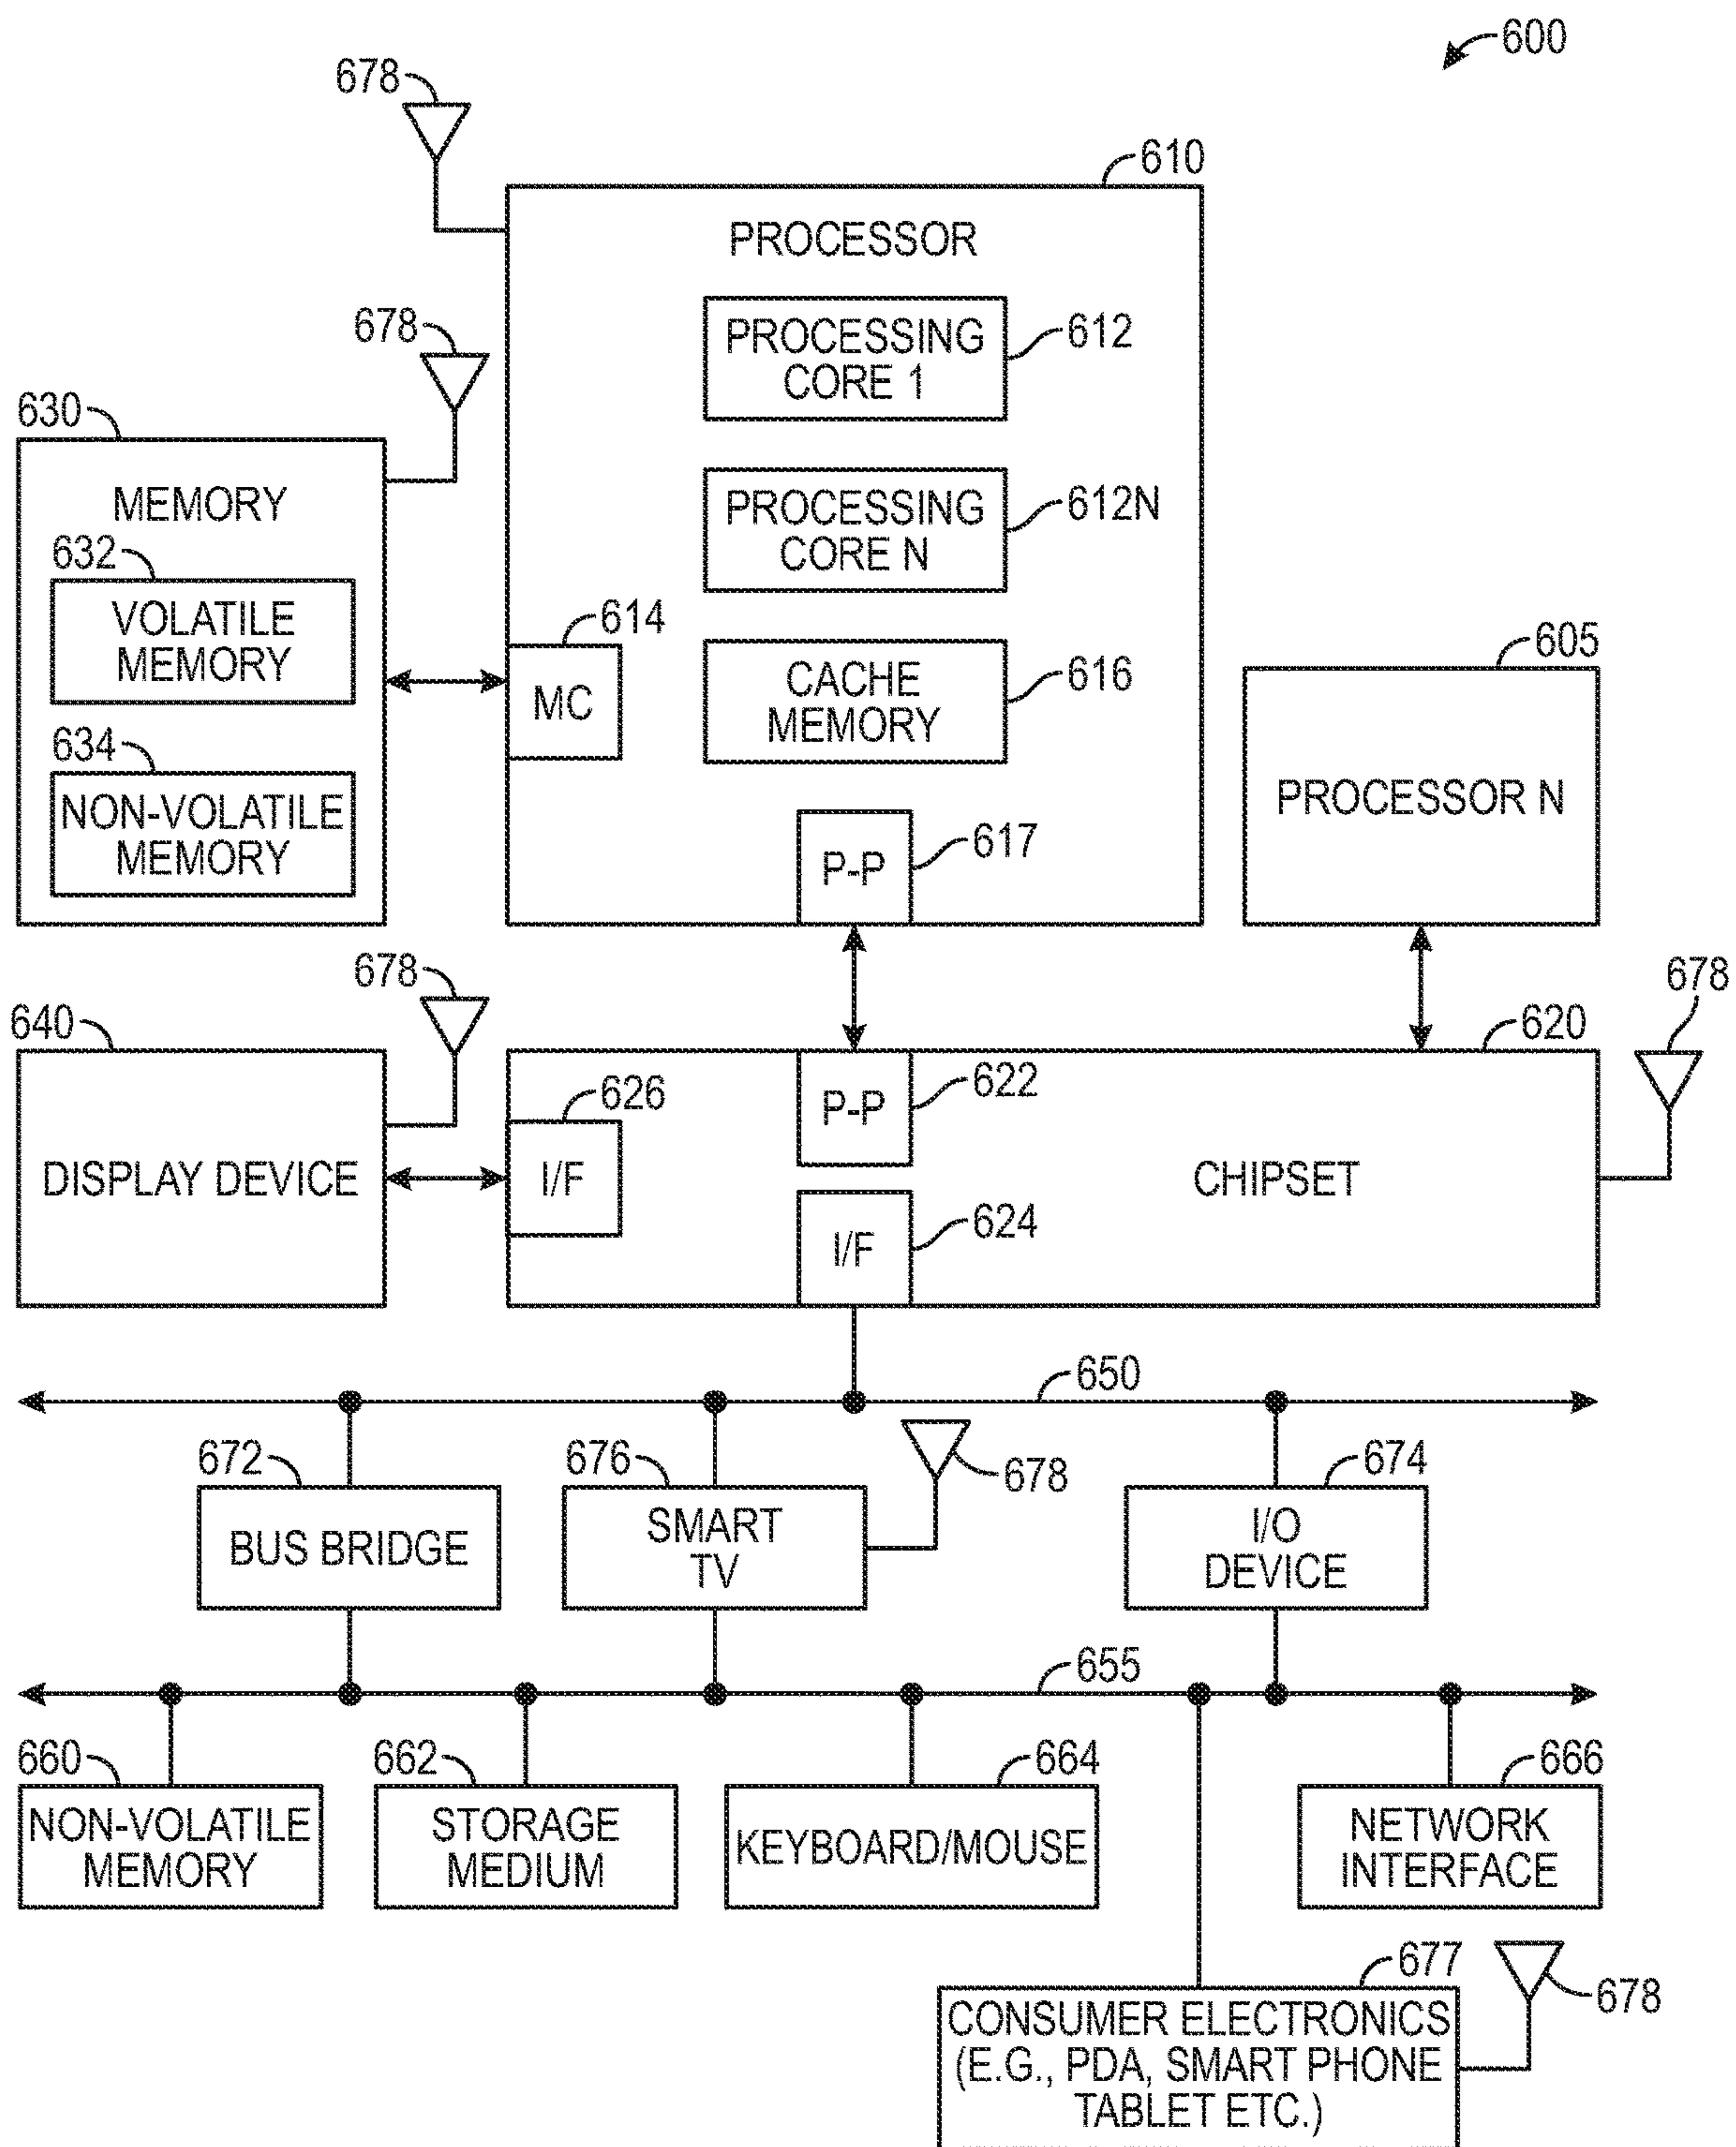 600
678
610
PROCESSOR
678
PROCESSING
CORE 1
612
630
MEMORY
PROCESSING
CORE N
612N
632
VOLATILE
MEMORY
614
MC
CACHE
MEMORY
616
605
PROCESSOR N
634
NON-VOLATILE
MEMORY
P-P
617
678
678
640
620
DISPLAY DEVICE
626
I/F
P-P
622
CHIPSET
I/F
624
650
672
BUS BRIDGE
676
SMART
TV
678
674
I/O
DEVICE
655
660
NON-VOLATILE
MEMORY
662
STORAGE
MEDIUM
664
KEYBOARD/MOUSE
666
NETWORK
INTERFACE
677
CONSUMER ELECTRONICS
(E.G., PDA, SMART PHONE
TABLET ETC.)
678